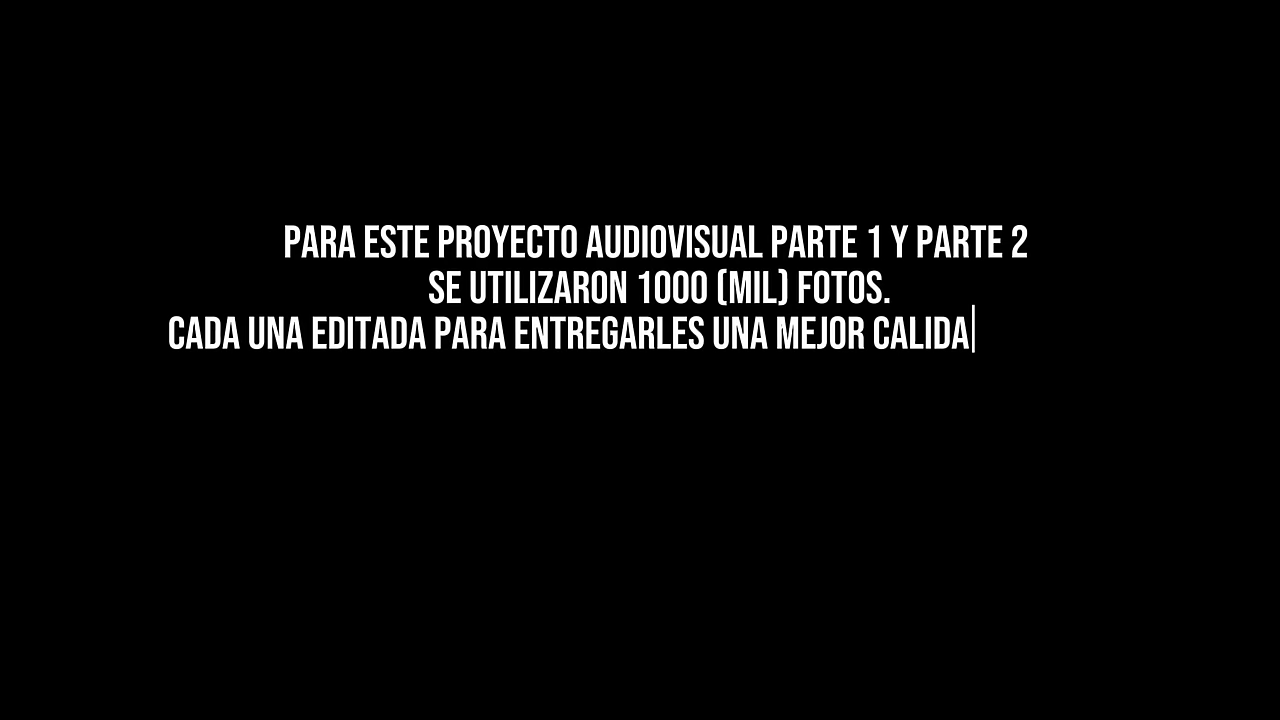 PARA ESTE PROYECTO AUDIOVISUAL PARTE 1 Y PARTE 2
SE UTILIZARON 1000 (MIL) FOTOS.
CADA UNA EDITADA PARA ENTREGARLES UNA MEJOR CALIDA